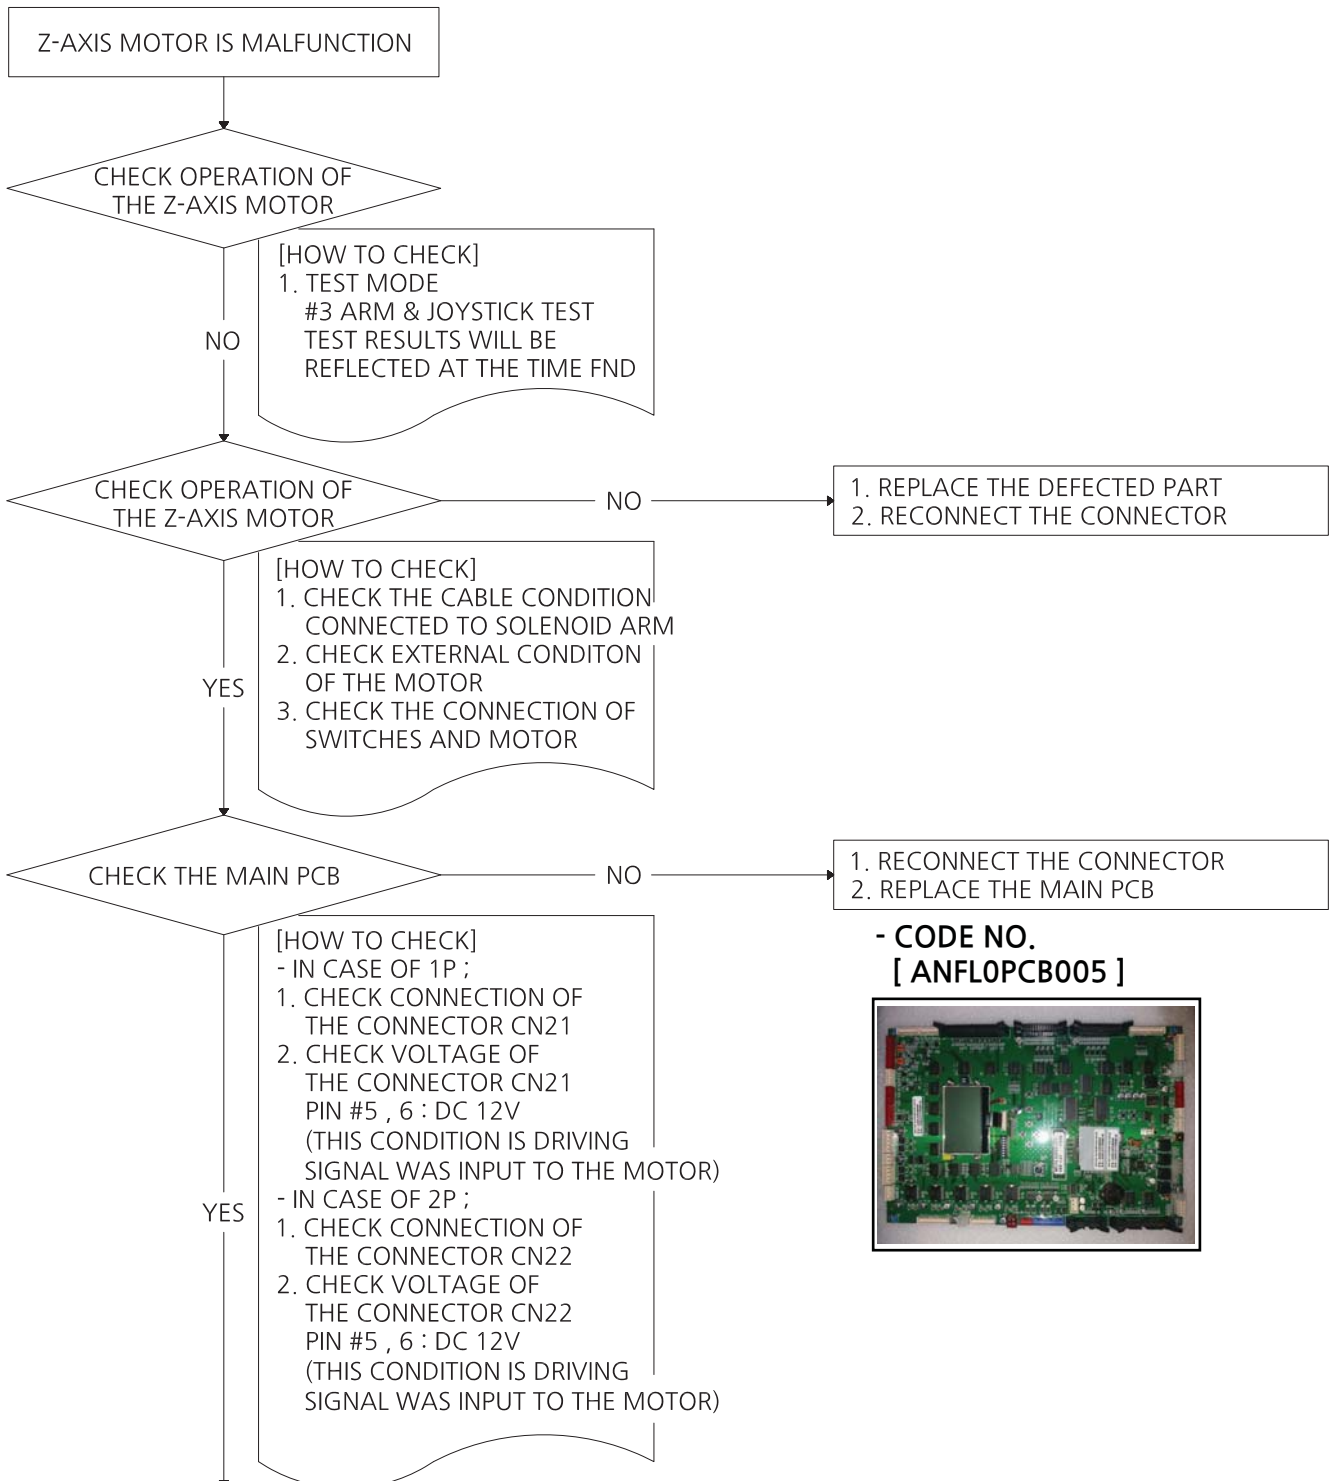 Z-AXIS MOTOR IS MALFUNCTION
CHECK OPERATION OF
THE Z-AXIS MOTOR
[HOW TO CHECK]
1. TEST MODE
#3 ARM & JOYSTICK TEST
TEST RESULTS WILL BE
REFLECTED AT THE TIME FND
NO
CHECK OPERATION OF
THE Z-AXIS MOTOR
NO
1. REPLACE THE DEFECTED PART
2. RECONNECT THE CONNECTOR
[HOW TO CHECK]
1. CHECK THE CABLE CONDITION
CONNECTED TO SOLENOID ARM
2. CHECK EXTERNAL CONDITON
OF THE MOTOR
3. CHECK THE CONNECTION OF
SWITCHES AND MOTOR
YES
CHECK THE MAIN PCB
NO
1. RECONNECT THE CONNECTOR
2. REPLACE THE MAIN PCB
- CODE NO.
[ ANFL0PCB005 ]
[HOW TO CHECK]
- IN CASE OF 1P ;
1. CHECK CONNECTION OF
THE CONNECTOR CN21
2. CHECK VOLTAGE OF
THE CONNECTOR CN21
PIN #5 , 6 : DC 12V
(THIS CONDITION IS DRIVING
SIGNAL WAS INPUT TO THE MOTOR)
- IN CASE OF 2P ;
1. CHECK CONNECTION OF
THE CONNECTOR CN22
2. CHECK VOLTAGE OF
THE CONNECTOR CN22
PIN #5 , 6 : DC 12V
(THIS CONDITION IS DRIVING
SIGNAL WAS INPUT TO THE MOTOR)
YES